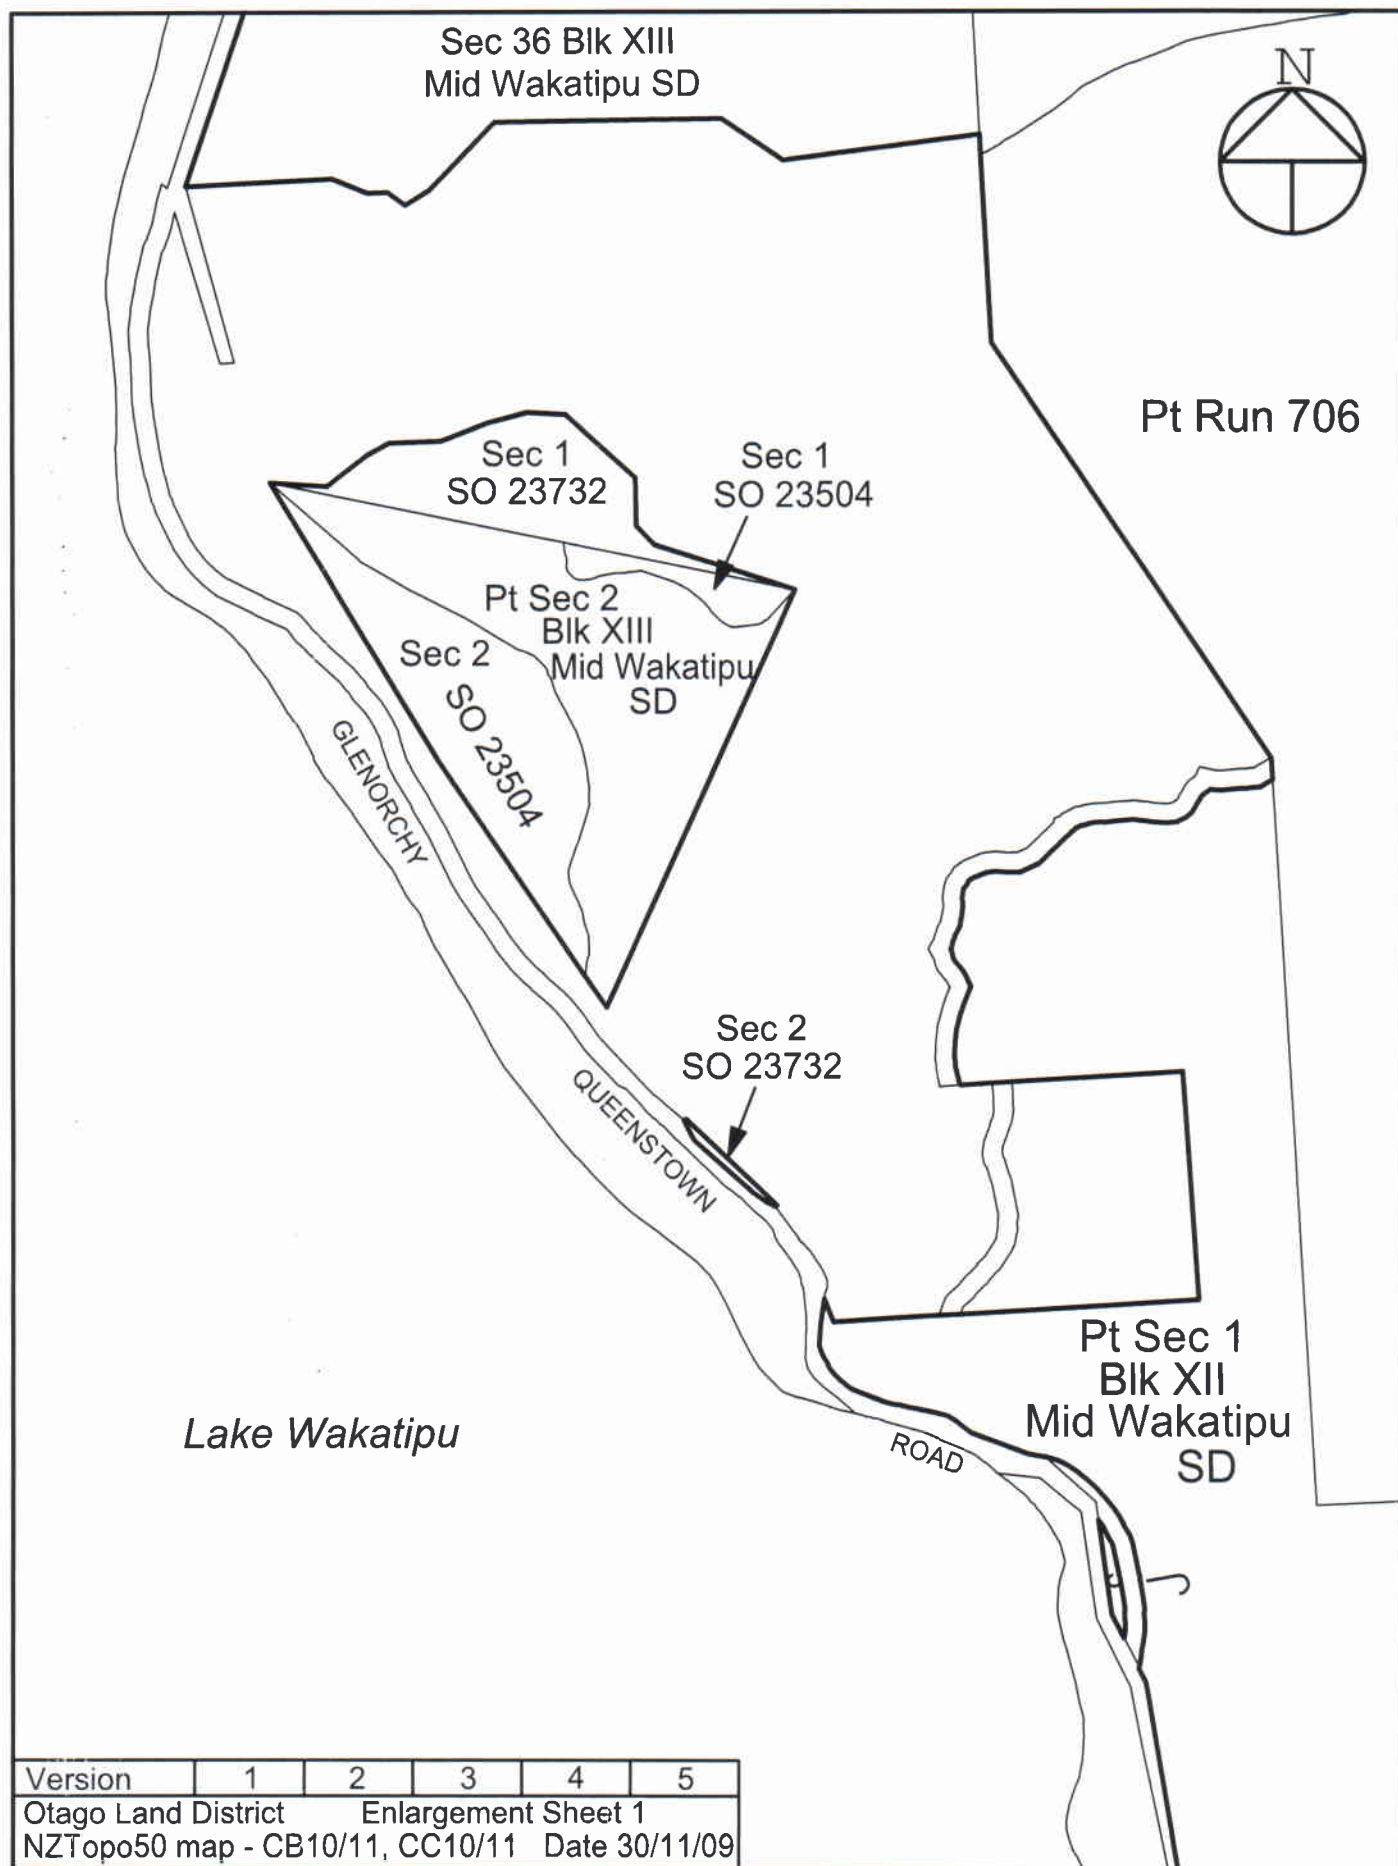 Sec 36 Blk XIII
Mid Wakatipu SD
N
Pt Run 706
Sec 1
SO 23732
Sec 1
SO 23504
Pt Sec 2
Blk XIII
Mid Wakatipu
SD
Sec 2
SO 23504
GLENORCHY
Sec 2
SO 23732
QUEENSTOWN
Pt Sec 1
Blk XII
Mid Wakatipu
SD
Lake Wakatipu
ROAD
Version 1 2 3 4 5
Otago Land District Enlargement Sheet 1
NZTopo50 map - CB10/11, CC10/11 Date 30/11/09